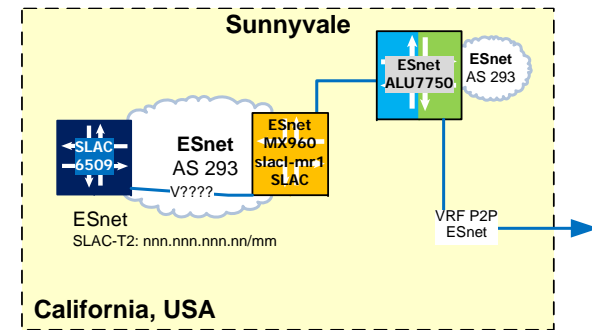 Sunnyvale
ESnet
ALU7750
ESnet
AS 293
SLAC
6509
ESnet
AS 293
V????
ESnet
MX960
slacl-mr1
SLAC
ESnet
SLAC-T2: nnn.nnn.nnn.nn/mm
VRF P2P
ESnet
California, USA